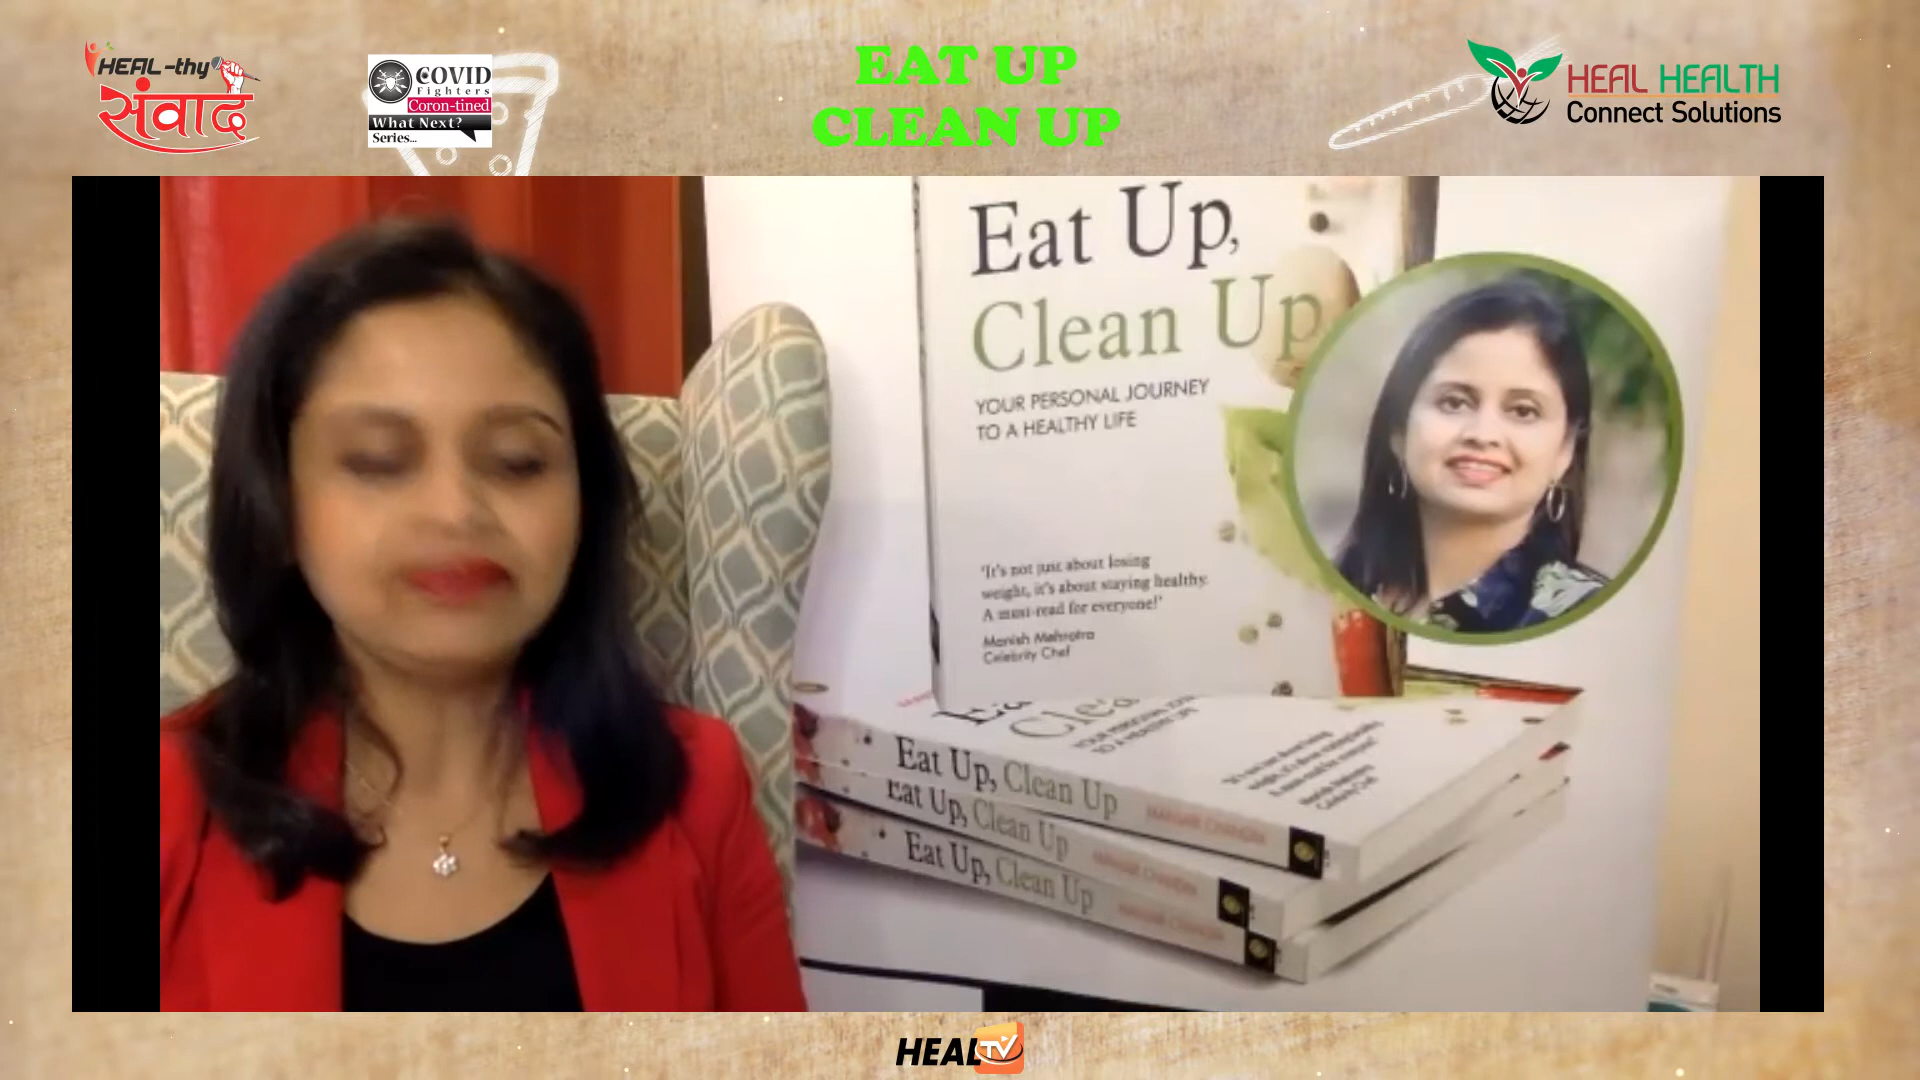 HEAL-thy
संवाद
COVID
Fighters
Coron-tined
What Next?
Series...
EAT UP
CLEAN UP
HEAL HEALTH
Connect Solutions
Eat Up,
Clean Up
YOUR PERSONAL JOURNEY
TO A HEALTHY LIFE
'It's not just about losing
weight, it's about staying healthy.
A must-read for everyone!'
Manish Mehrotra
Celebrity Chef
Clea
Eat Up, Clean Up
Eat Up, Clean Up
Eat Up, Clean Up
HEAL TV